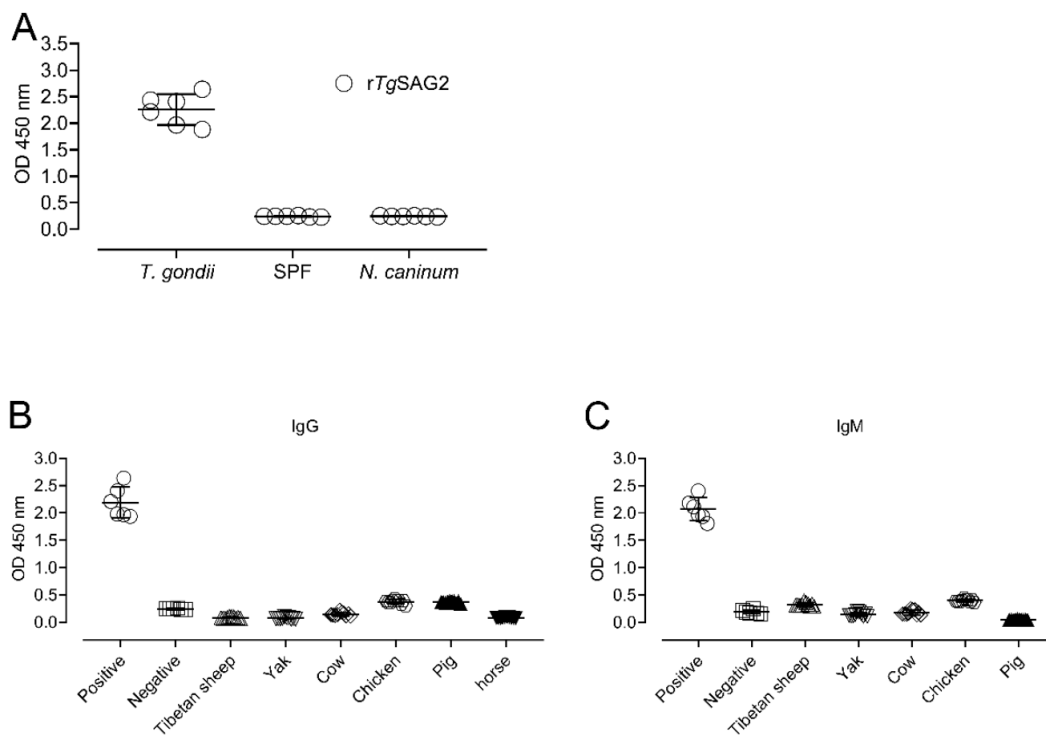 A
3.5
3.0
2.5
2.0
1.5
1.0
0.5
0.0
OD 450 nm
rTgSAG2
T. gondii
SPF
N. caninum
B
IgG
3.0
2.5
2.0
1.5
1.0
0.5
0.0
OD 450 nm
Positive
Negative
Tibetan sheep
Yak
Cow
Chicken
Pig
horse
C
IgM
3.0
2.5
2.0
1.5
1.0
0.5
0.0
OD 450 nm
Positive
Negative
Tibetan sheep
Yak
Cow
Chicken
Pig